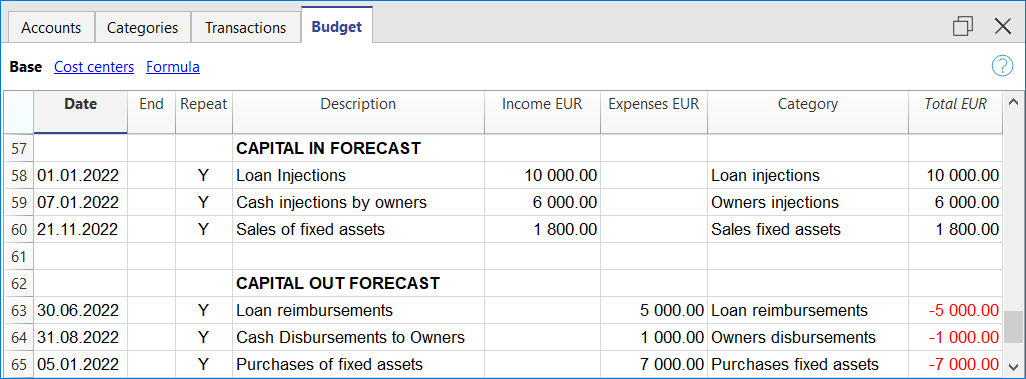 Accounts Categories Transactions Budget
Base Cost centers Formula ?
Date End Repeat Description Income EUR Expenses EUR Category Total EUR
57 CAPITAL IN FORECAST
58 01.01.2022 Y Loan Injections 10 000.00 Loan injections 10 000.00
59 07.01.2022 Y Cash injections by owners 6 000.00 Owners injections 6 000.00
60 21.11.2022 Y Sales of fixed assets 1 800.00 Sales fixed assets 1 800.00
61
62 CAPITAL OUT FORECAST
63 30.06.2022 Y Loan reimbursements 5 000.00 Loan reimbursements -5 000.00
64 31.08.2022 Y Cash Disbursements to Owners 1 000.00 Owners disbursements -1 000.00
65 05.01.2022 Y Purchases of fixed assets 7 000.00 Purchases fixed assets -7 000.00